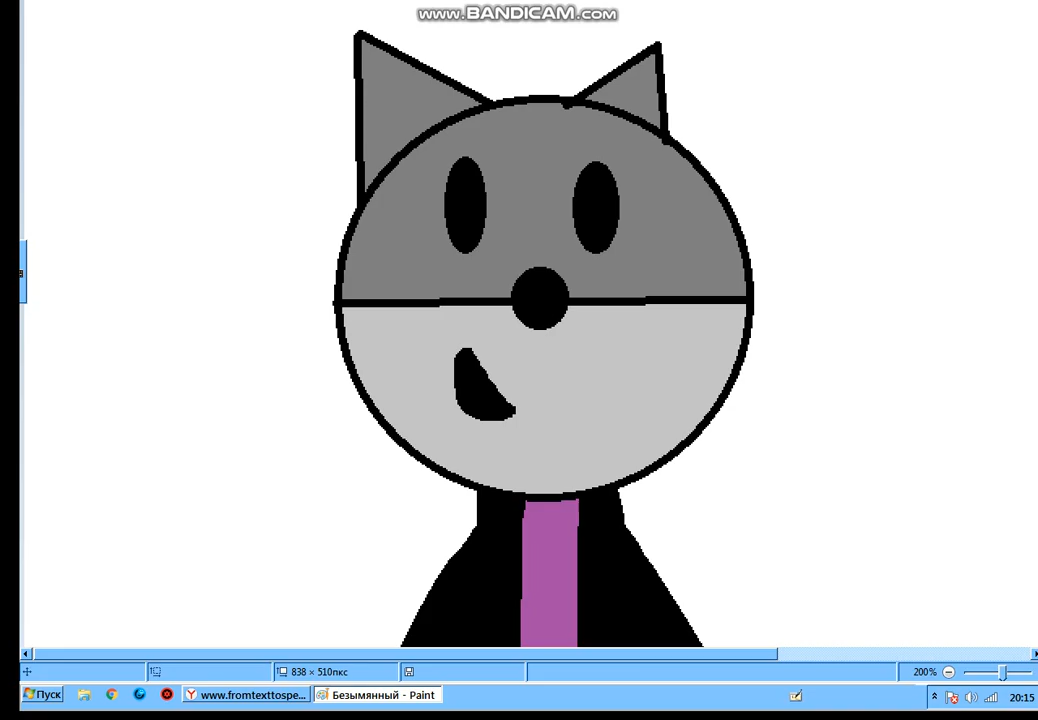 www.BANDICAM.com
838 × 510пкс
200%
Пуск
www.fromtexttospe...
Безымянный - Paint
20:15